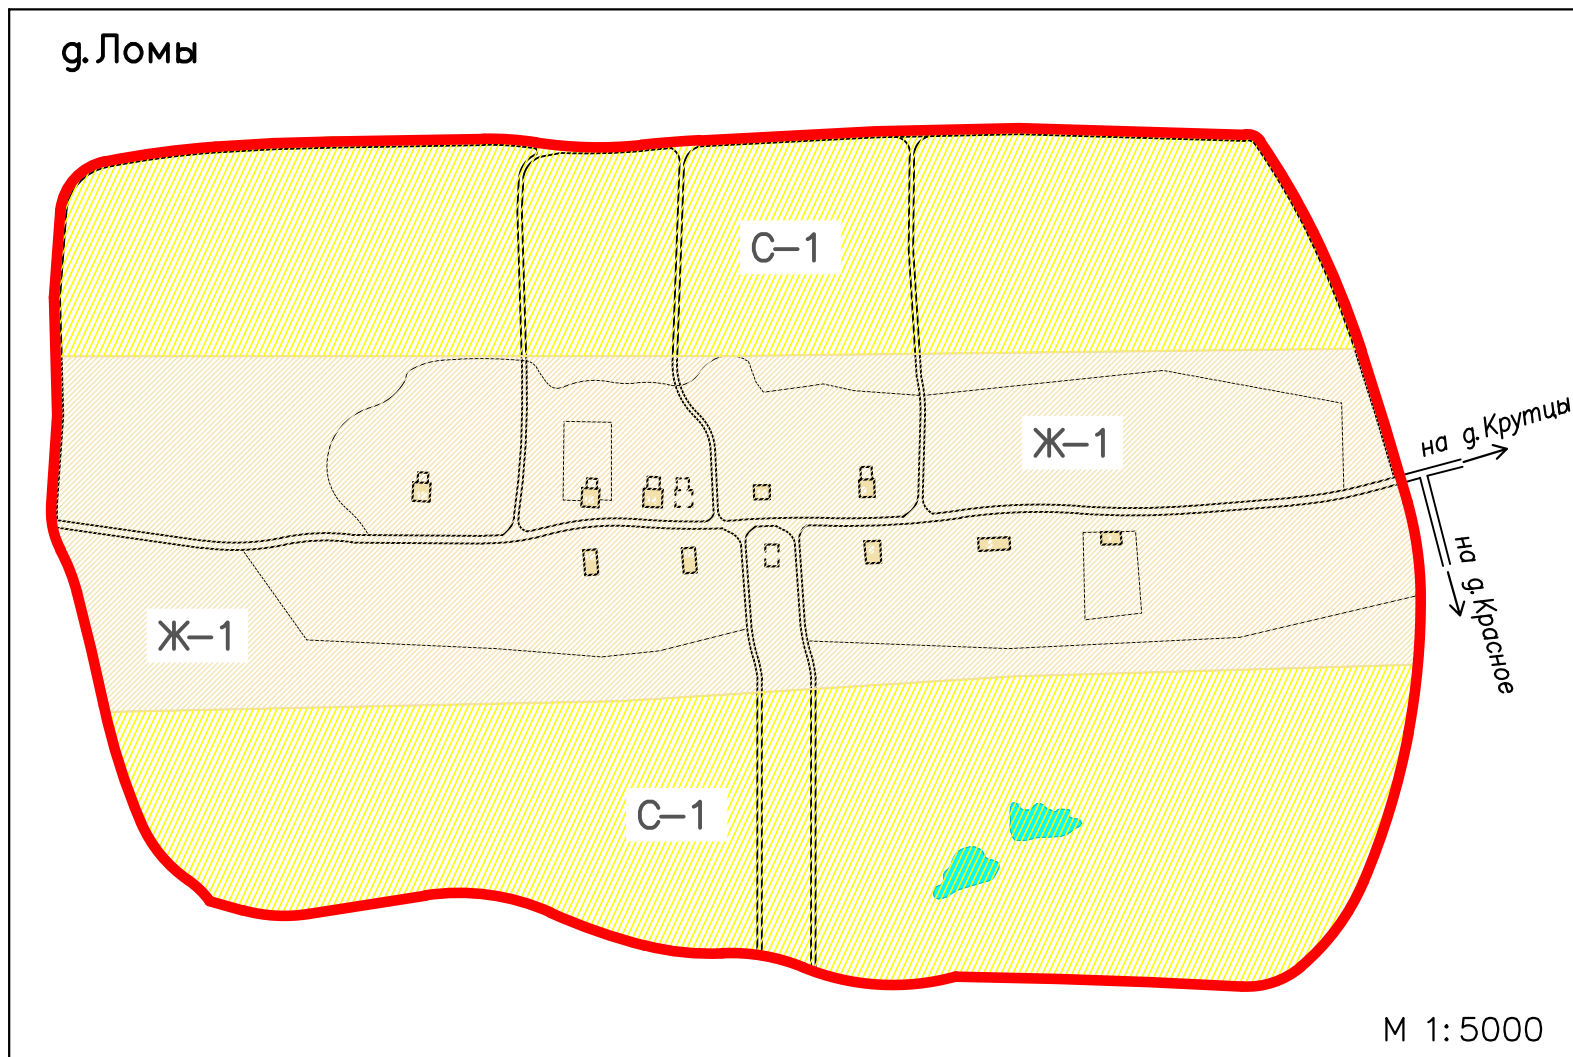 д. Ломы
С-1
Ж-1
на д. Крутцы
на д. Красное
Ж-1
С-1
М 1:5000